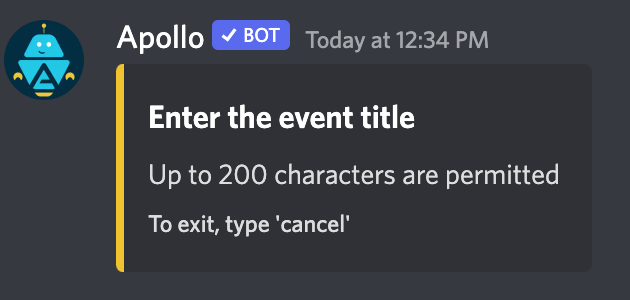 Apollo ✓ BOT Today at 12:34 PM
Enter the event title
Up to 200 characters are permitted
To exit, type 'cancel'